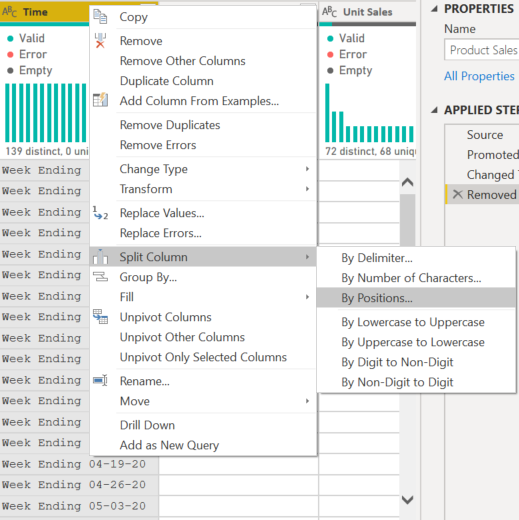 ABC Time
Valid
Error
Empty
139 distinct, 0 uni
Week Ending
Week Ending
Week Ending
Week Ending
Week Ending
Week Ending
Week Ending
Week Ending
Week Ending
Week Ending
Week Ending
Week Ending
Week Ending
Week Ending
Week Ending 04-19-20
Week Ending 04-26-20
Week Ending 05-03-20
Copy
Remove
Remove Other Columns
Duplicate Column
Add Column From Examples...
Remove Duplicates
Remove Errors
Change Type
Transform
1 2 Replace Values...
Replace Errors...
Split Column
Group By...
Fill
Unpivot Columns
Unpivot Other Columns
Unpivot Only Selected Columns
Rename...
Move
Drill Down
Add as New Query
By Delimiter...
By Number of Characters...
By Positions...
By Lowercase to Uppercase
By Uppercase to Lowercase
By Digit to Non-Digit
By Non-Digit to Digit
ABC Unit Sales
Valid
Error
Empty
72 distinct, 68 uniqu
PROPERTIES
Name
Product Sales
All Properties
APPLIED STE
Source
Promoted
Changed
Removed